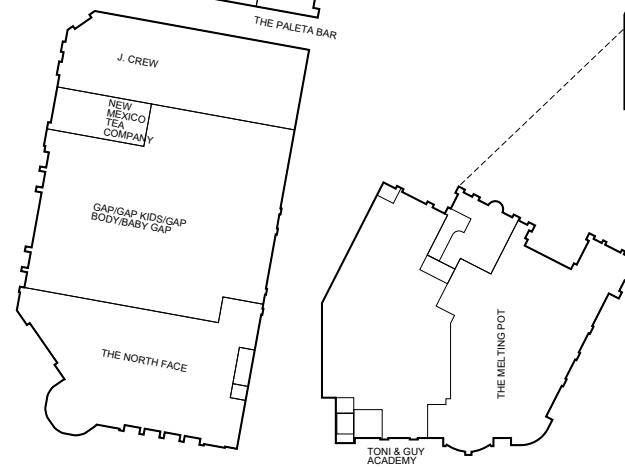 THE PALETA BAR
J. CREW
NEW
MEXICO
TEA
COMPANY
GAP/GAP KIDS/GAP
BODY/BABY GAP
THE NORTH FACE
THE MELTING POT
TONI & GUY
ACADEMY